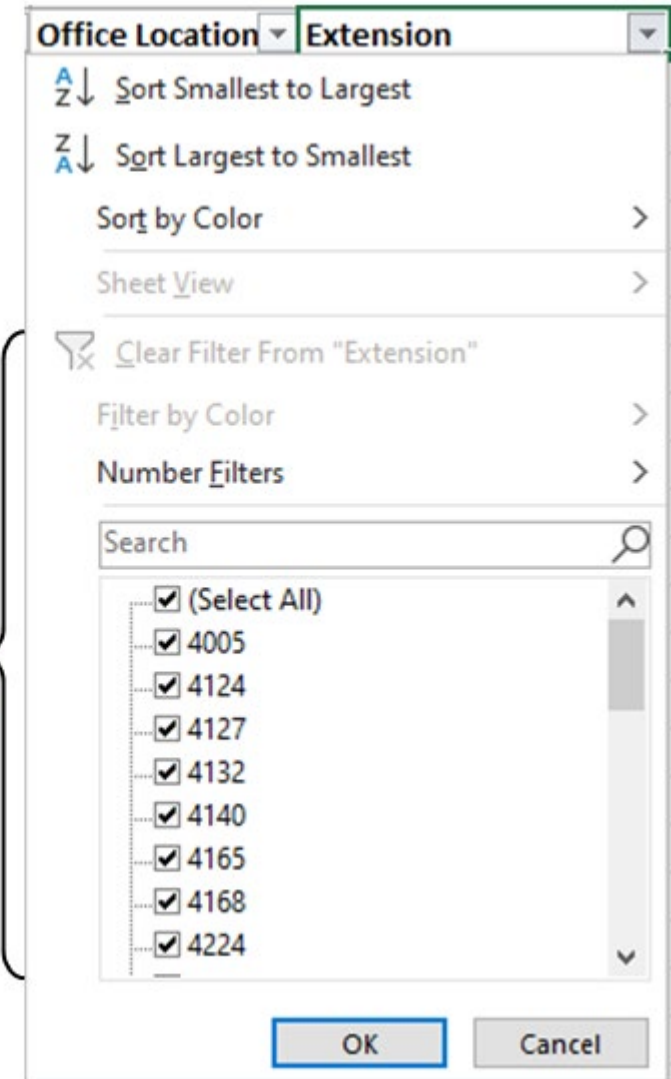 Office Location Extension
A Z Sort Smallest to Largest
Z A Sort Largest to Smallest
Sort by Color
Sheet View
Clear Filter From "Extension"
Filter by Color
Number Filters
Search
(Select All)
4005
4124
4127
4132
4140
4165
4168
4224
OK Cancel